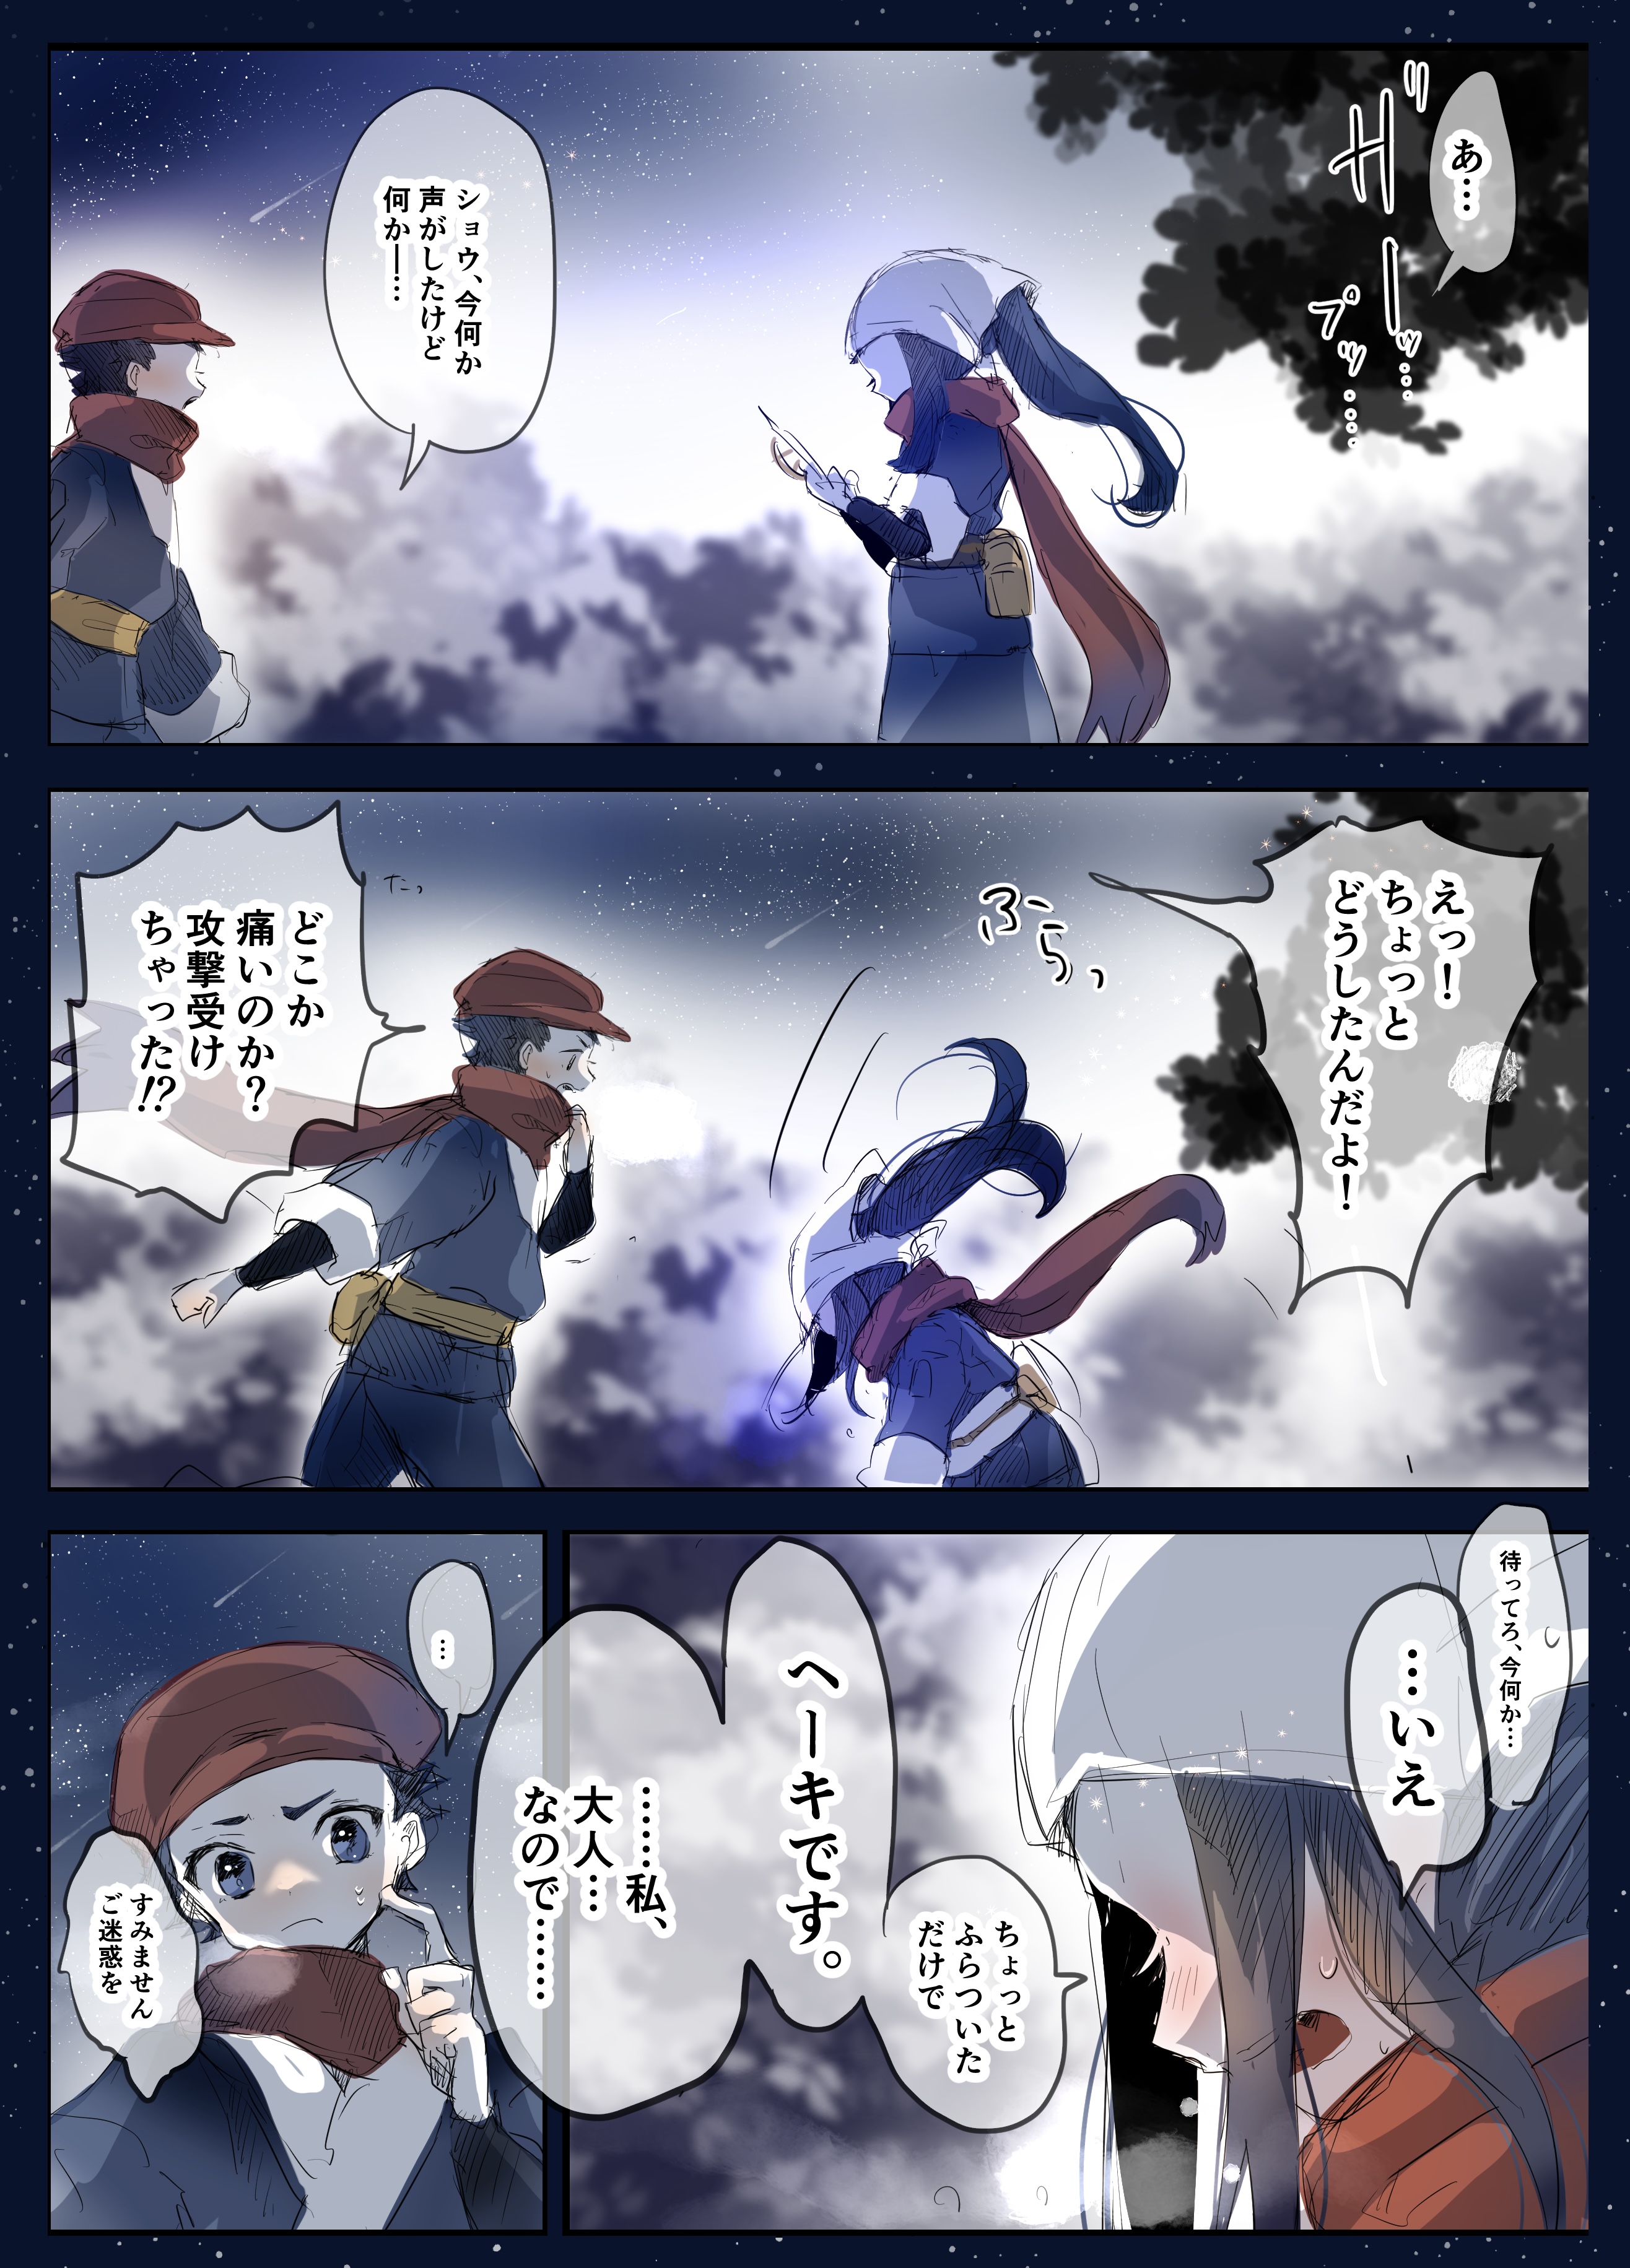 あ…
ザーーッ…
プツ……
ショウ、今何か
声がしたけど
何か―…
えっ！
ちょっと
どうしたんだよ！
ふらっ
たっ
どこか
痛いのか？
攻撃受け
ちゃった!?
待ってろ、今何か…
…いえ
ちょっと
ふらついた
だけで
ヘーキです。
……私、
大人…
なので……
…
すみません
ご迷惑を